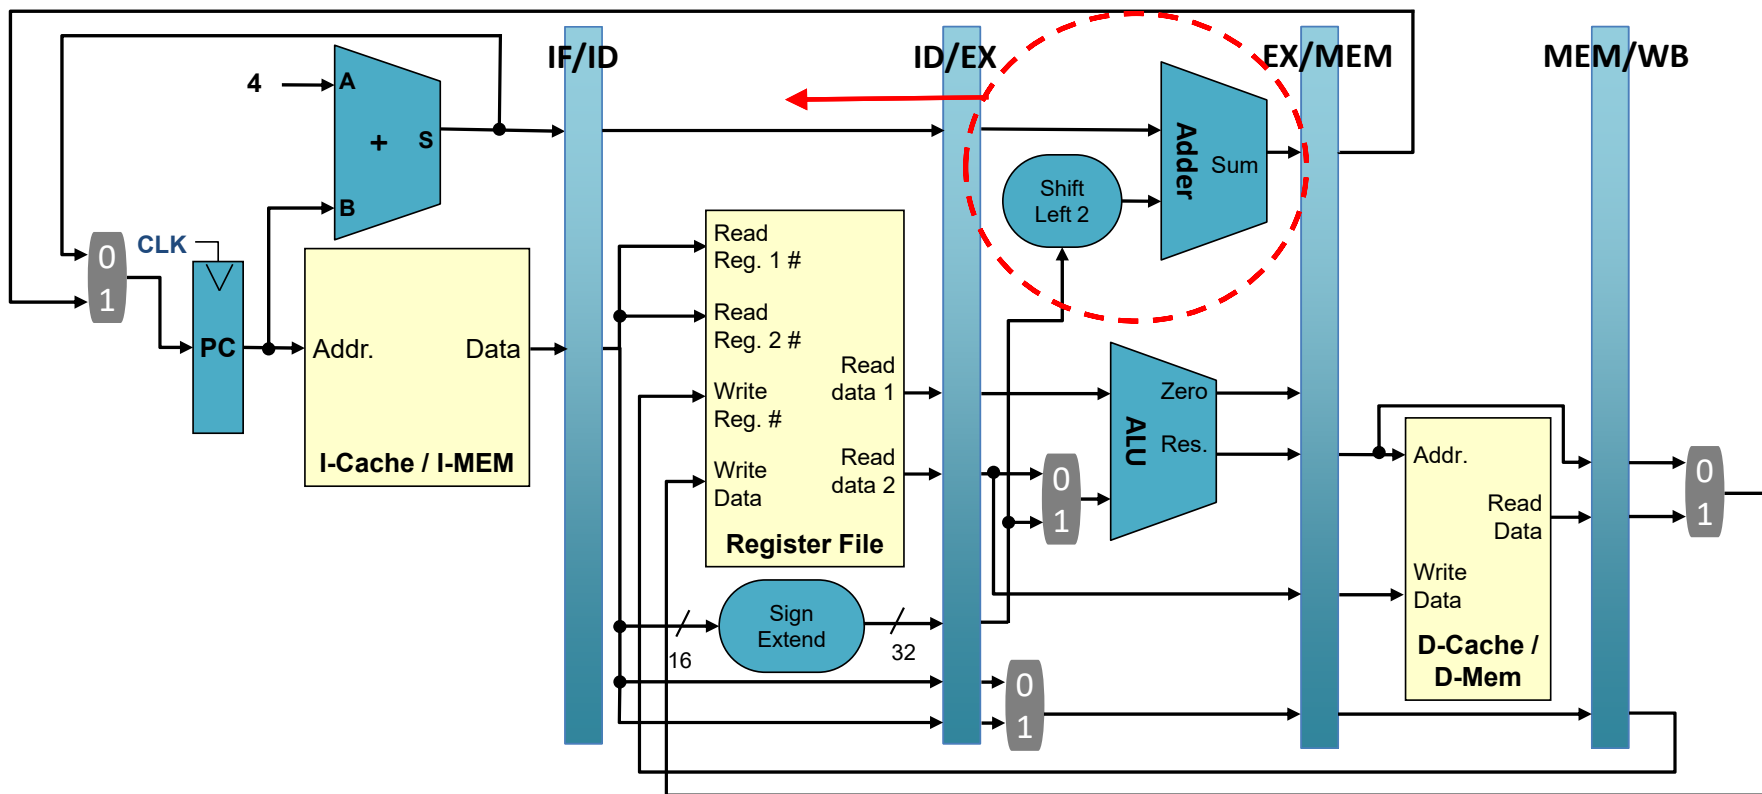 IF/ID
ID/EX
EX/MEM
MEM/WB
4
A
B
+
S
0
1
CLK
PC
Addr.
Data
I-Cache / I-MEM
Read
Reg. 1 #
Read
Reg. 2 #
Write
Reg. #
Write
Data
Read
data 1
Read
data 2
Register File
Sign
Extend
16
32
Shift
Left 2
Adder
Sum
ALU
Zero
Res.
0
1
0
1
Addr.
Read
Data
Write
Data
D-Cache /
D-Mem
0
1